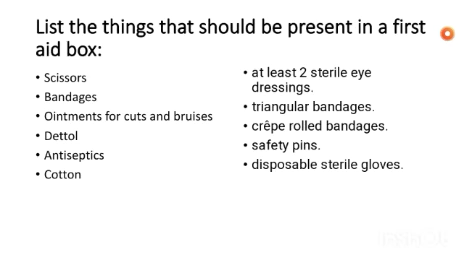 List the things that should be present in a first
aid box:
• Scissors
• Bandages
• Ointments for cuts and bruises
• Dettol
• Antiseptics
• Cotton
• at least 2 sterile eye
dressings.
• triangular bandages.
• crêpe rolled bandages.
• safety pins.
• disposable sterile gloves.